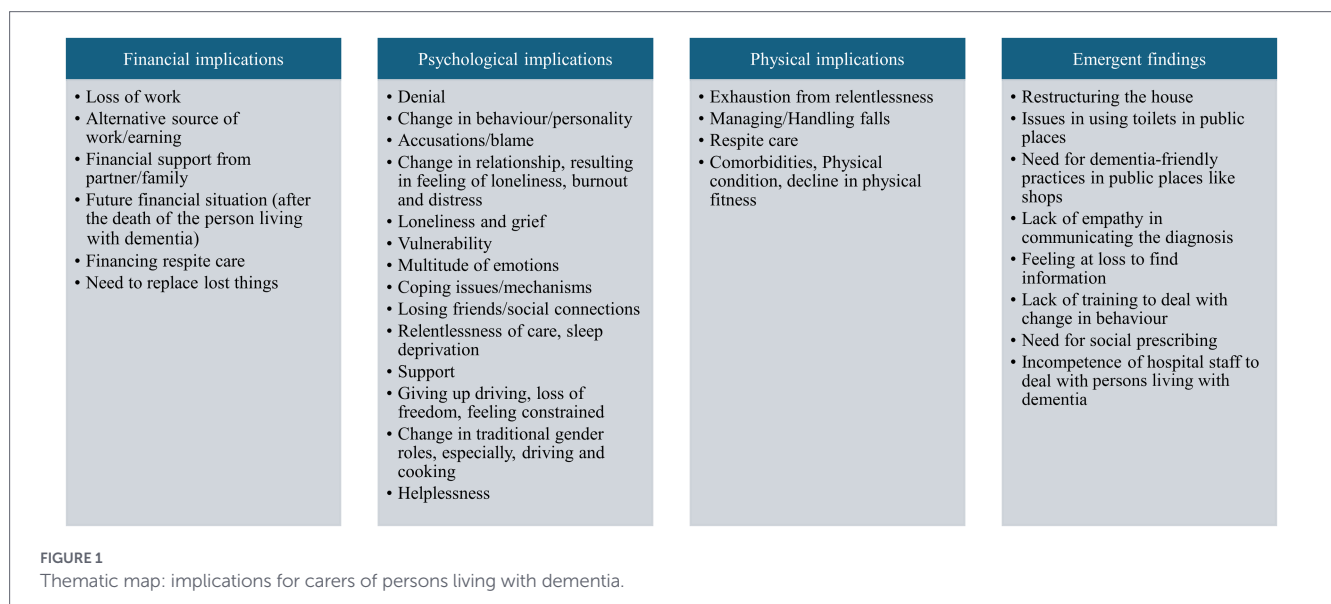 Financial implications
• Loss of work
• Alternative source of
work/earning
• Financial support from
partner/family
• Future financial situation (after
the death of the person living
with dementia)
• Financing respite care
• Need to replace lost things
Psychological implications
• Denial
• Change in behaviour/personality
• Accusations/blame
• Change in relationship, resulting
in feeling of loneliness, burnout
and distress
• Loneliness and grief
• Vulnerability
• Multitude of emotions
• Coping issues/mechanisms
• Losing friends/social connections
• Relentlessness of care, sleep
deprivation
• Support
• Giving up driving, loss of
freedom, feeling constrained
• Change in traditional gender
roles, especially, driving and
cooking
• Helplessness
Physical implications
• Exhaustion from relentlessness
• Managing/Handling falls
• Respite care
• Comorbidities, Physical
condition, decline in physical
fitness
Emergent findings
• Restructuring the house
• Issues in using toilets in public
places
• Need for dementia-friendly
practices in public places like
shops
• Lack of empathy in
communicating the diagnosis
• Feeling at loss to find
information
• Lack of training to deal with
change in behaviour
• Need for social prescribing
• Incompetence of hospital staff to
deal with persons living with
dementia
FIGURE 1
Thematic map: implications for carers of persons living with dementia.